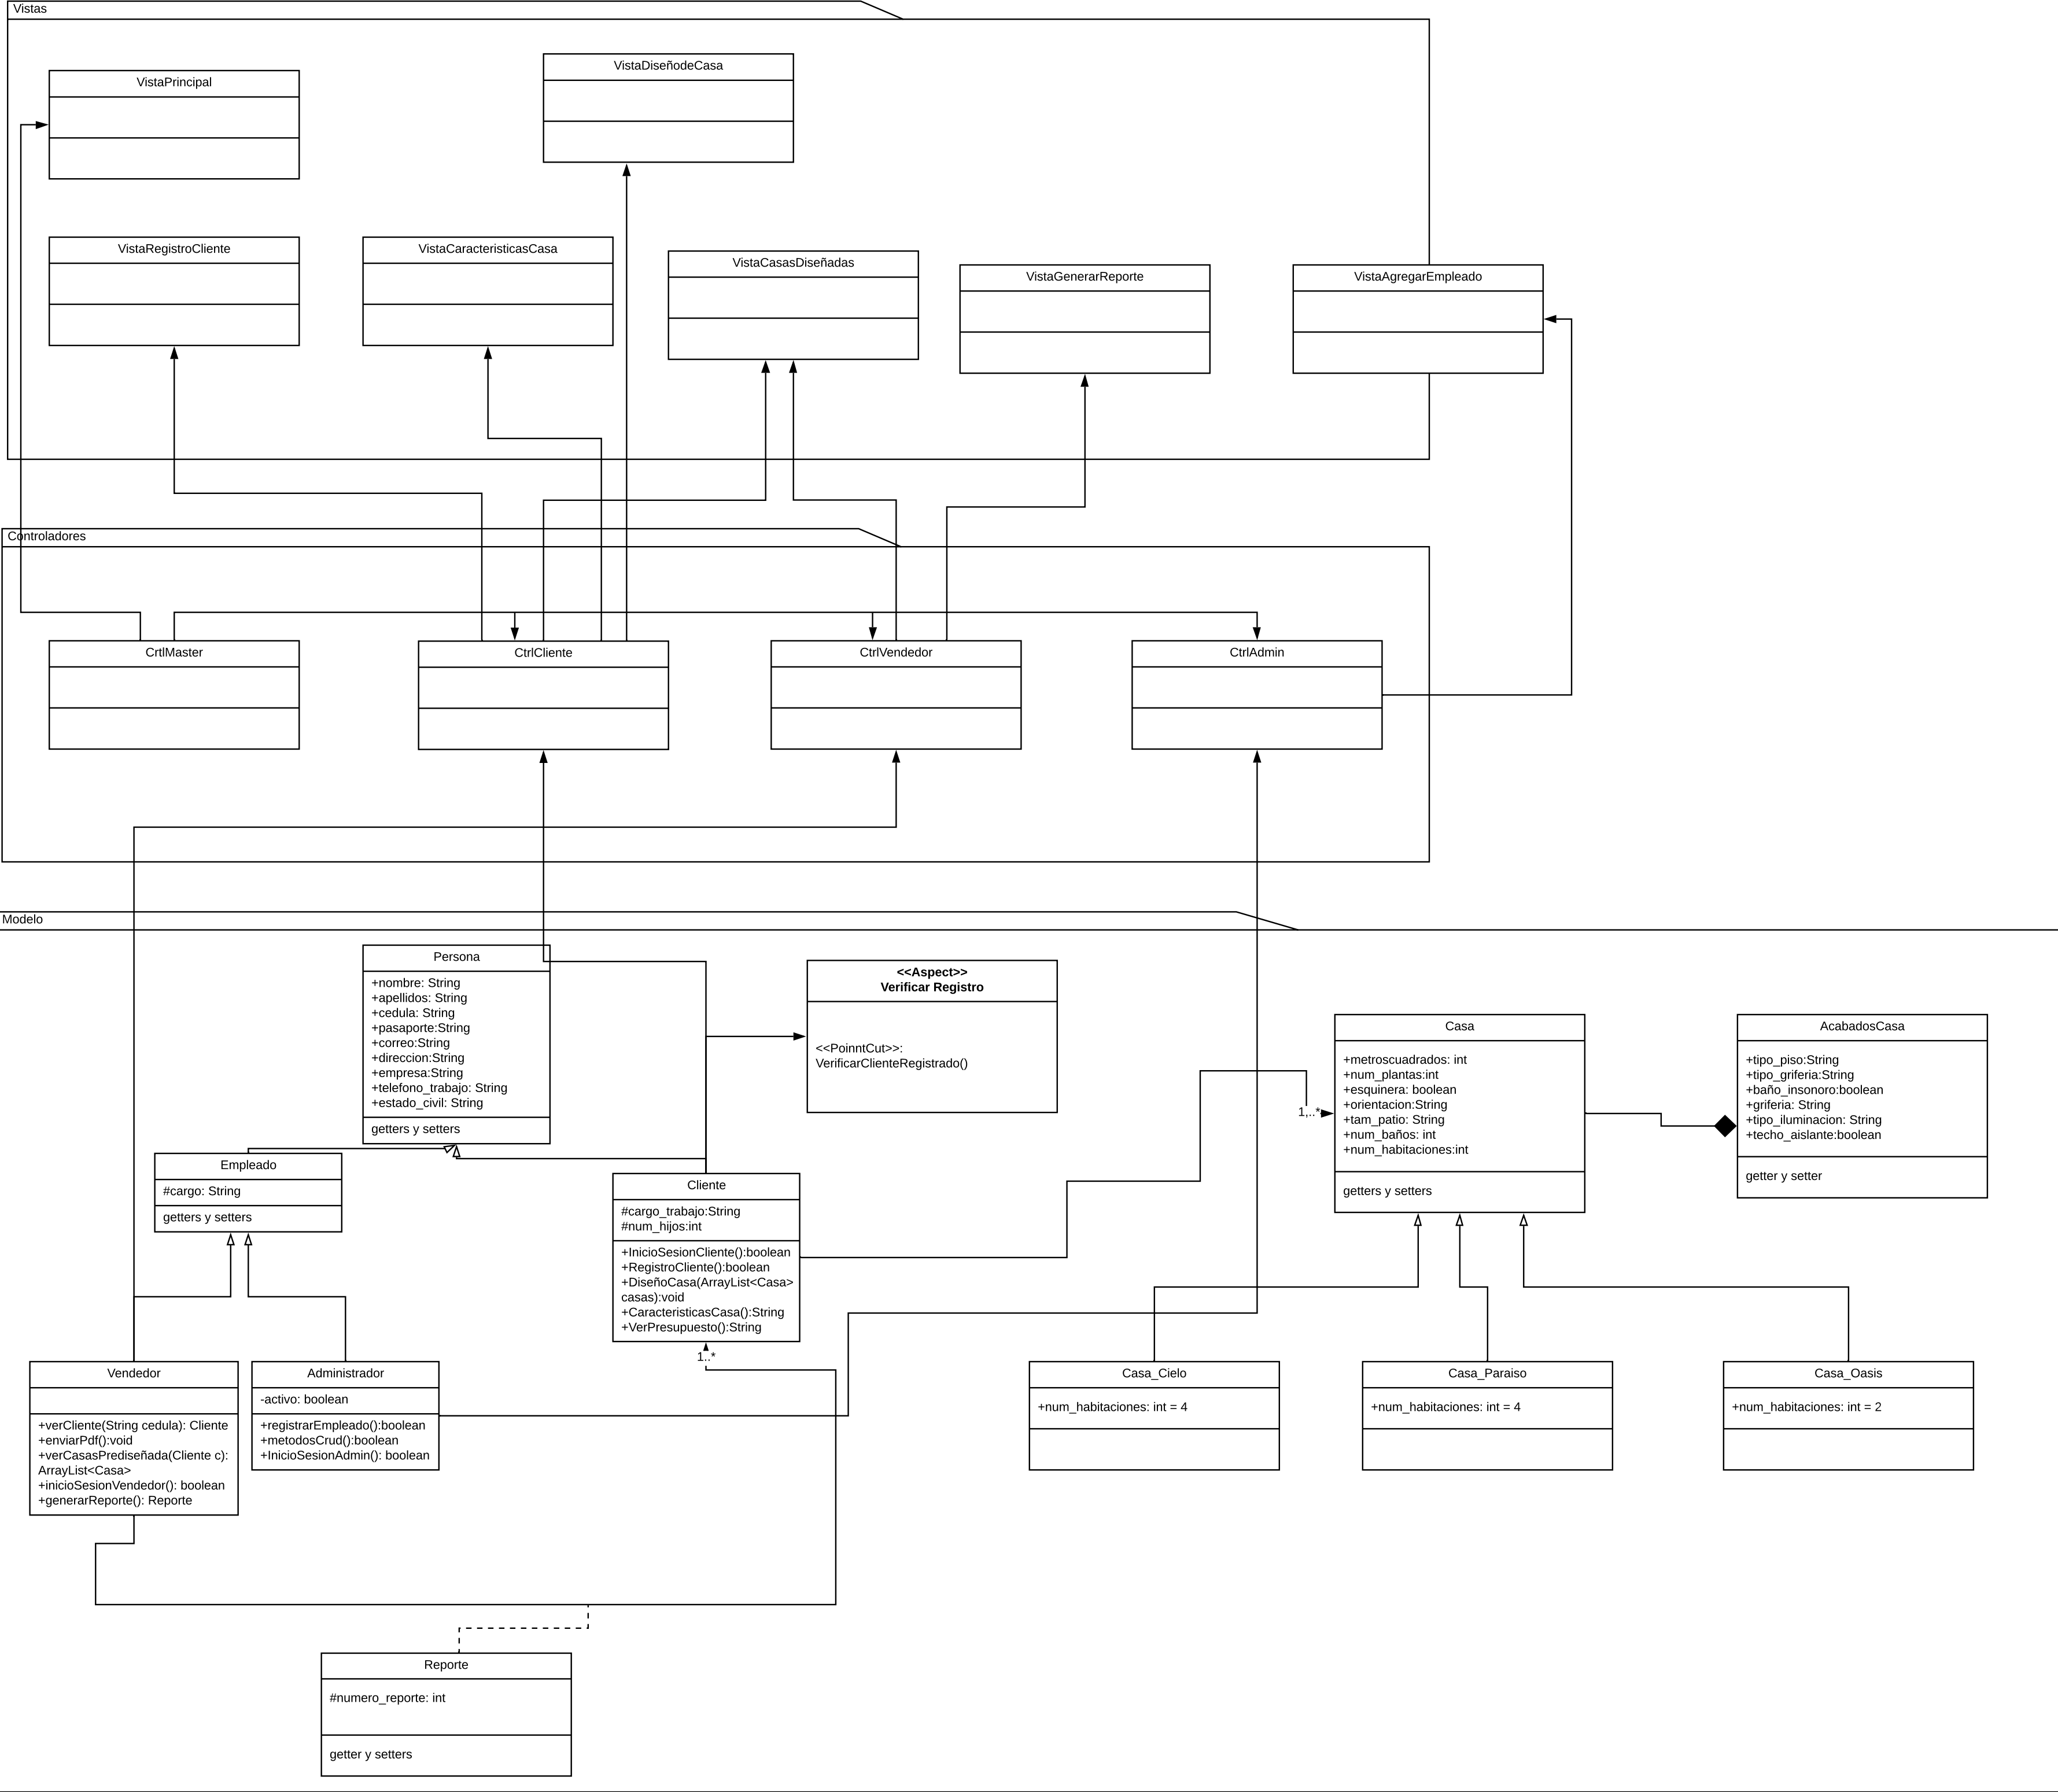 Vistas
VistaPrincipal
VistaDiseñodeCasa
VistaRegistroCliente
VistaCaracteristicasCasa
VistaCasasDiseñadas
VistaGenerarReporte
VistaAgregarEmpleado
Controladores
CrtlMaster
CtrlCliente
CtrlVendedor
CtrlAdmin
Modelo
Persona
+nombre: String
+apellidos: String
+cedula: String
+pasaporte:String
+correo:String
+direccion:String
+empresa:String
+telefono_trabajo: String
+estado_civil: String
getters y setters
<<Aspect>>
Verificar Registro
<<PoinntCut>>:
VerificarClienteRegistrado()
Casa
+metroscuadrados: int
+num_plantas:int
+esquinera: boolean
+orientacion:String
+tam_patio: String
+num_baños: int
+num_habitaciones:int
getters y setters
1,..*
AcabadosCasa
+tipo_piso:String
+tipo_griferia:String
+baño_insonoro:boolean
+griferia: String
+tipo_iluminacion: String
+techo_aislante:boolean
getter y setter
Empleado
#cargo: String
getters y setters
Cliente
#cargo_trabajo:String
#num_hijos:int
+InicioSesionCliente():boolean
+RegistroCliente():boolean
+DiseñoCasa(ArrayList<Casa>
casas):void
+CaracteristicasCasa():String
+VerPresupuesto():String
1..*
Vendedor
+verCliente(String cedula): Cliente
+enviarPdf():void
+verCasasPrediseñada(Cliente c):
ArrayList<Casa>
+inicioSesionVendedor(): boolean
+generarReporte(): Reporte
Administrador
-activo: boolean
+registrarEmpleado():boolean
+metodosCrud():boolean
+InicioSesionAdmin(): boolean
Casa_Cielo
+num_habitaciones: int = 4
Casa_Paraiso
+num_habitaciones: int = 4
Casa_Oasis
+num_habitaciones: int = 2
Reporte
#numero_reporte: int
getter y setters